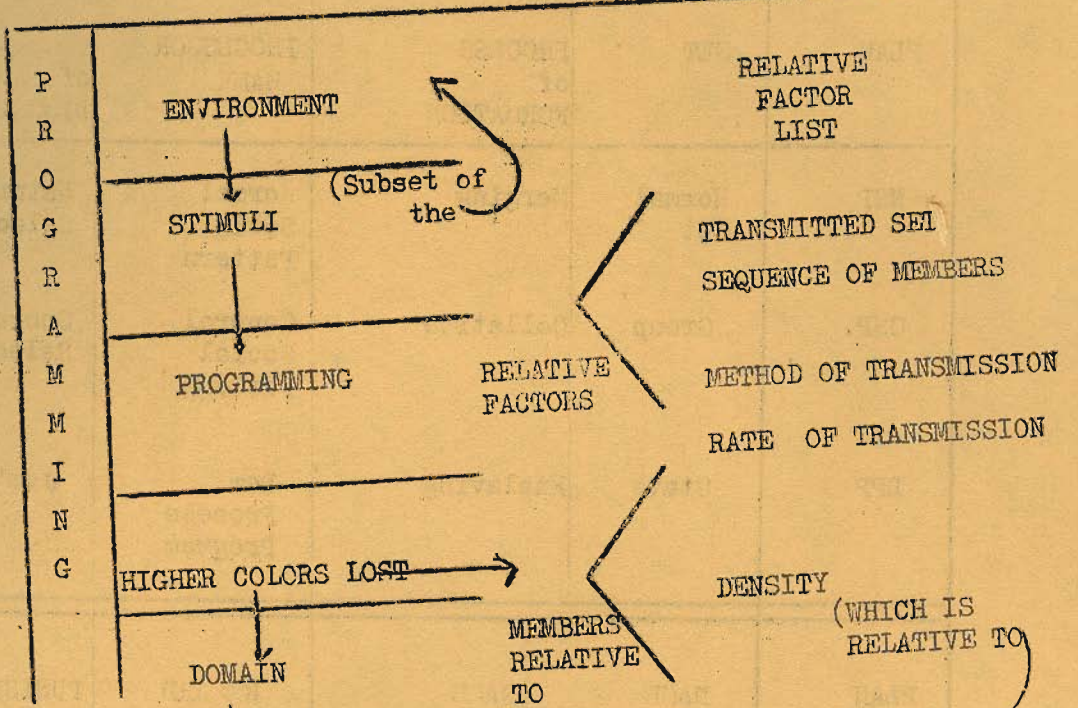 PROGRAMMING
ENVIRONMENT
RELATIVE
FACTOR
LIST
(Subset of
the
STIMULI
TRANSMITTED SET
SEQUENCE OF MEMBERS
PROGRAMMING
RELATIVE
FACTORS
METHOD OF TRANSMISSION
RATE OF TRANSMISSION
HIGHER COLORS LOST
DENSITY
(WHICH IS
RELATIVE TO
MEMBERS
RELATIVE
TO
DOMAIN